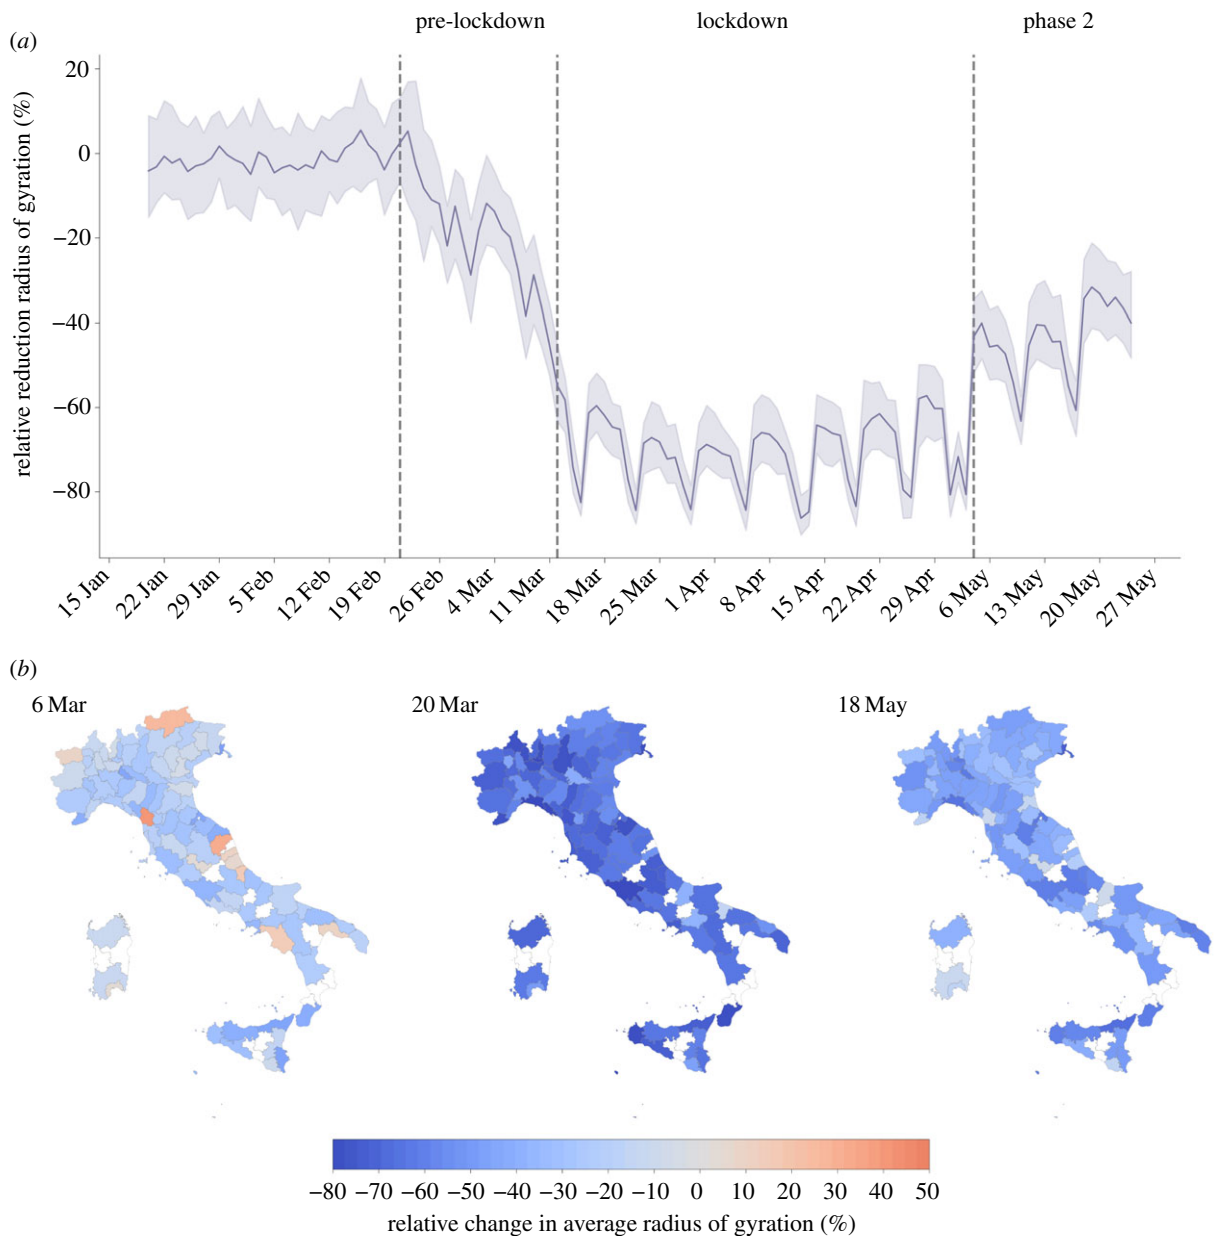 pre-lockdown lockdown phase 2
(a)
relative reduction radius of gyration (%)
20
0
−20
−40
−60
−80
15 Jan 22 Jan 29 Jan 5 Feb 12 Feb 19 Feb 26 Feb 4 Mar 11 Mar 18 Mar 25 Mar 1 Apr 8 Apr 15 Apr 22 Apr 29 Apr 6 May 13 May 20 May 27 May
(b)
6 Mar 20 Mar 18 May
−80 −70 −60 −50 −40 −30 −20 −10 0 10 20 30 40 50
relative change in average radius of gyration (%)